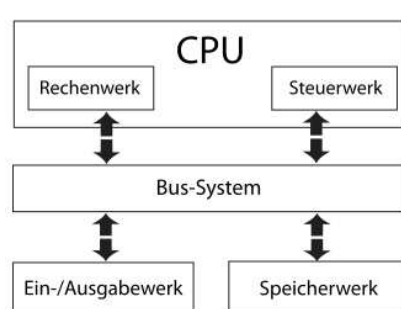 CPU
Rechenwerk
Steuerwerk
Bus-System
Ein-/Ausgabewerk
Speicherwerk